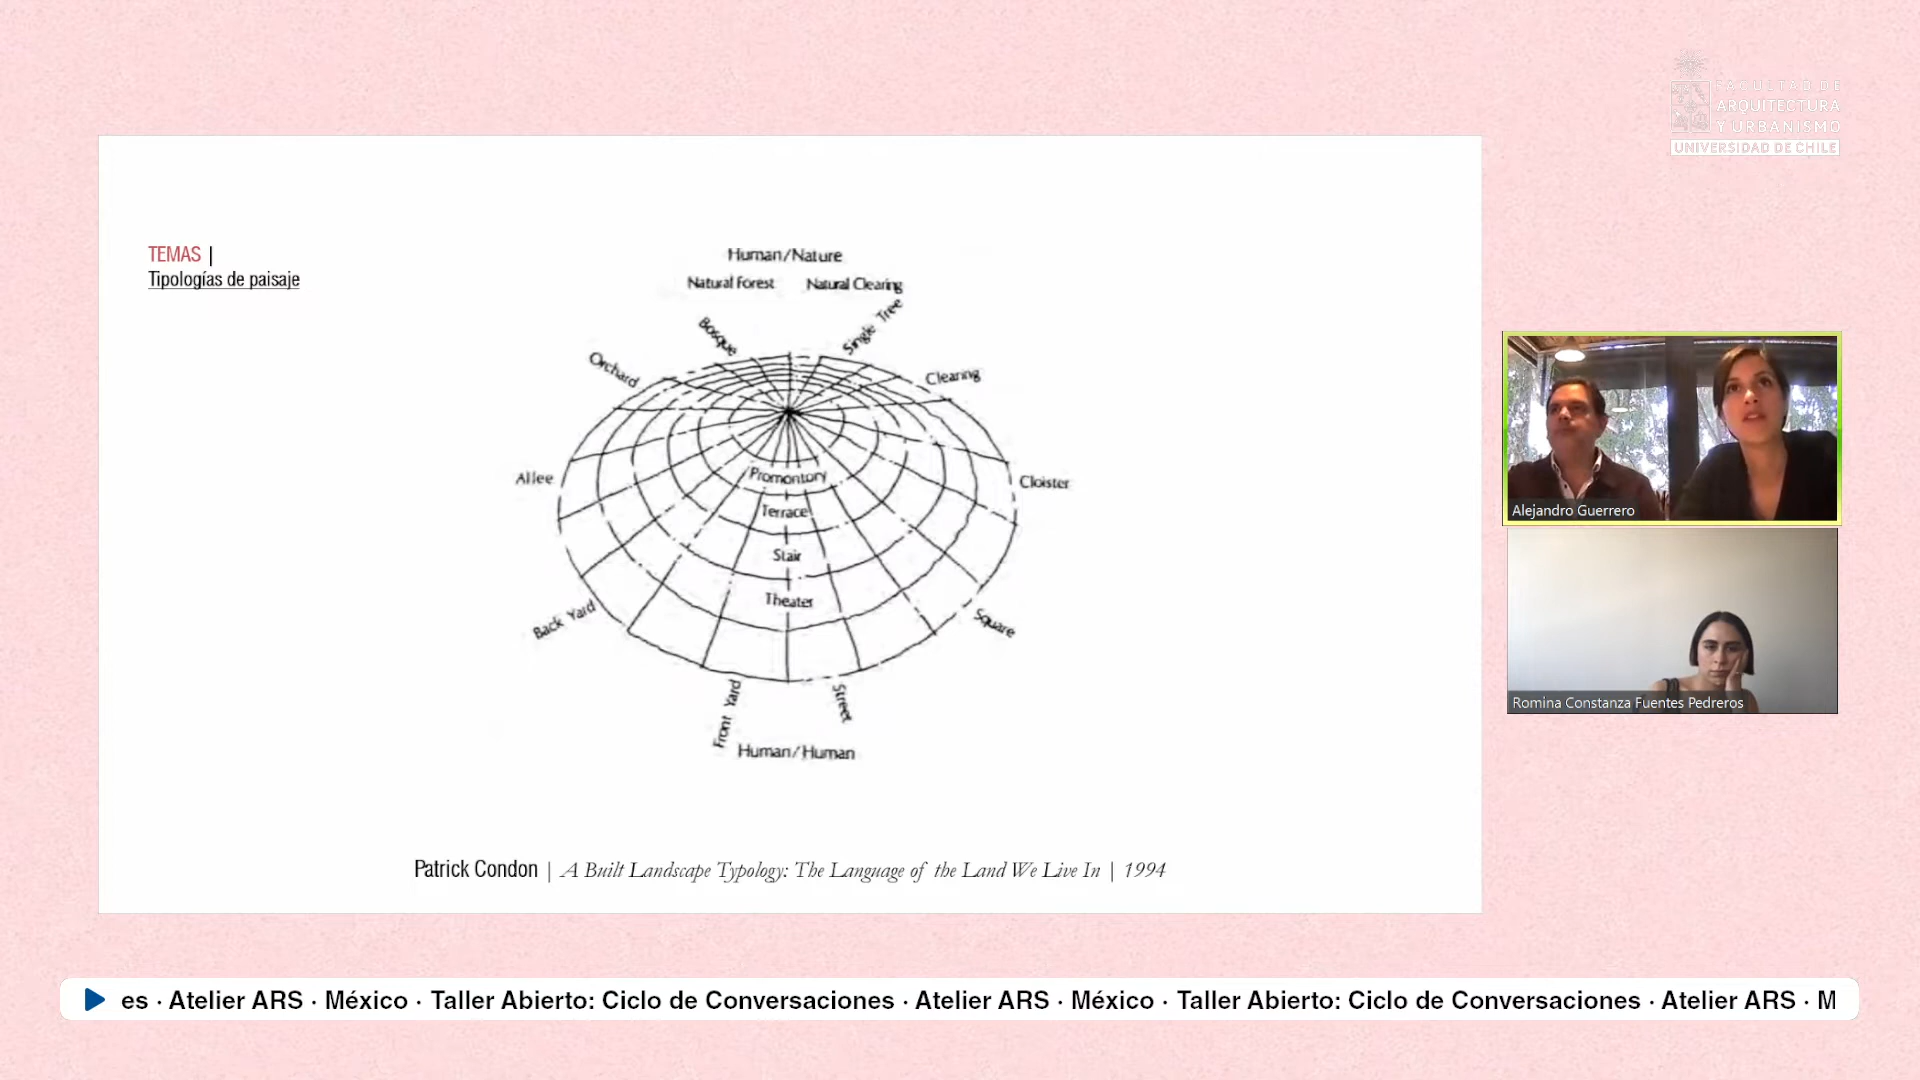 FACULTAD DE
ARQUITECTURA
Y URBANISMO
UNIVERSIDAD DE CHILE
TEMAS |
Tipologías de paisaje
Human/Nature
Natural Forest
Natural Clearing
Bosque
Single Tree
Orchard
Clearing
Allee
Cloister
Promontory
Terrace
Stair
Theater
Back Yard
Square
Front Yard
Street
Human/Human
Patrick Condon | A Built Landscape Typology: The Language of the Land We Live In | 1994
Alejandro Guerrero
Romina Constanza Fuentes Pedreros
es · Atelier ARS · México · Taller Abierto: Ciclo de Conversaciones · Atelier ARS · México · Taller Abierto: Ciclo de Conversaciones · Atelier ARS · M